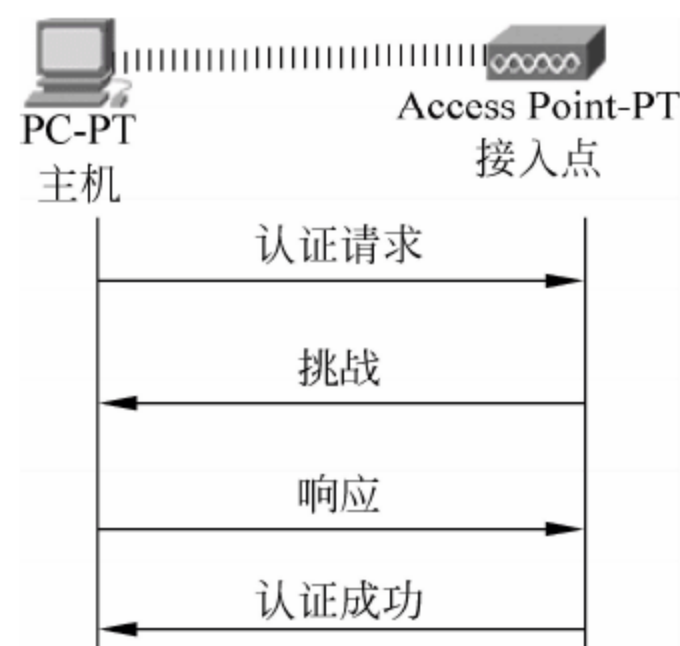 PC-PT
主机
Access Point-PT
接入点
认证请求
挑战
响应
认证成功